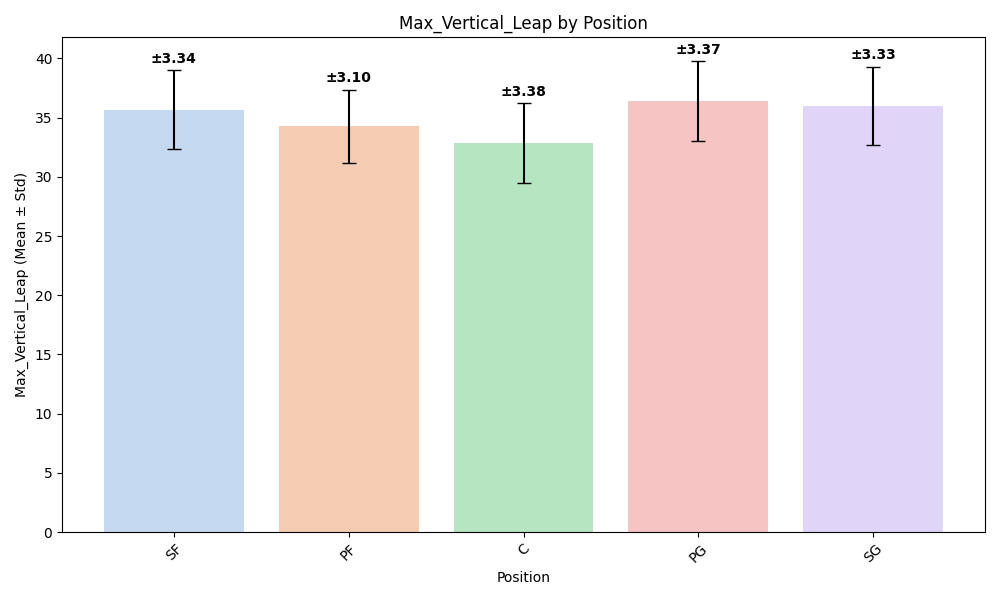 Max_Vertical_Leap by Position
±3.34
±3.10
±3.38
±3.37
±3.33
Max_Vertical_Leap (Mean ± Std)
40
35
30
25
20
15
10
5
0
SF
PF
C
PG
SG
Position